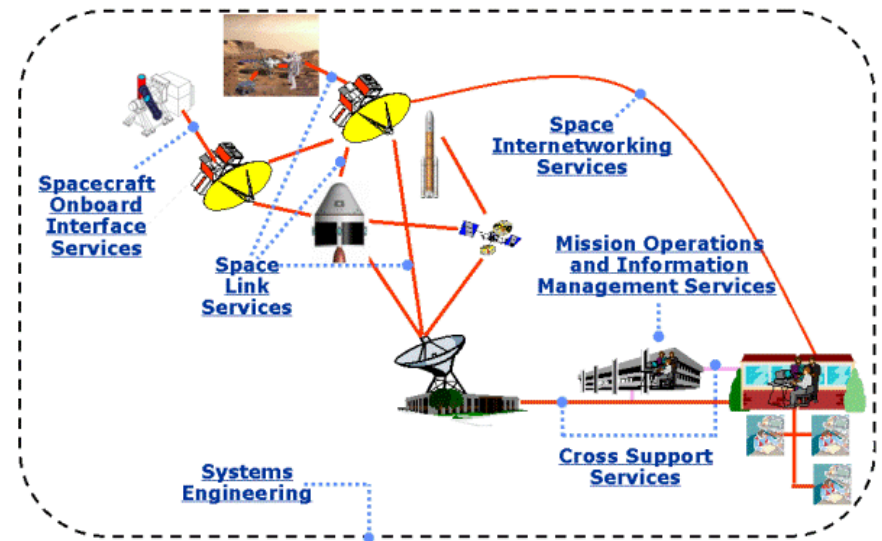 Space
Internetworking
Services
Spacecraft
Onboard
Interface
Services
Mission Operations
and Information
Management Services
Space
Link
Services
Cross Support
Services
Systems
Engineering